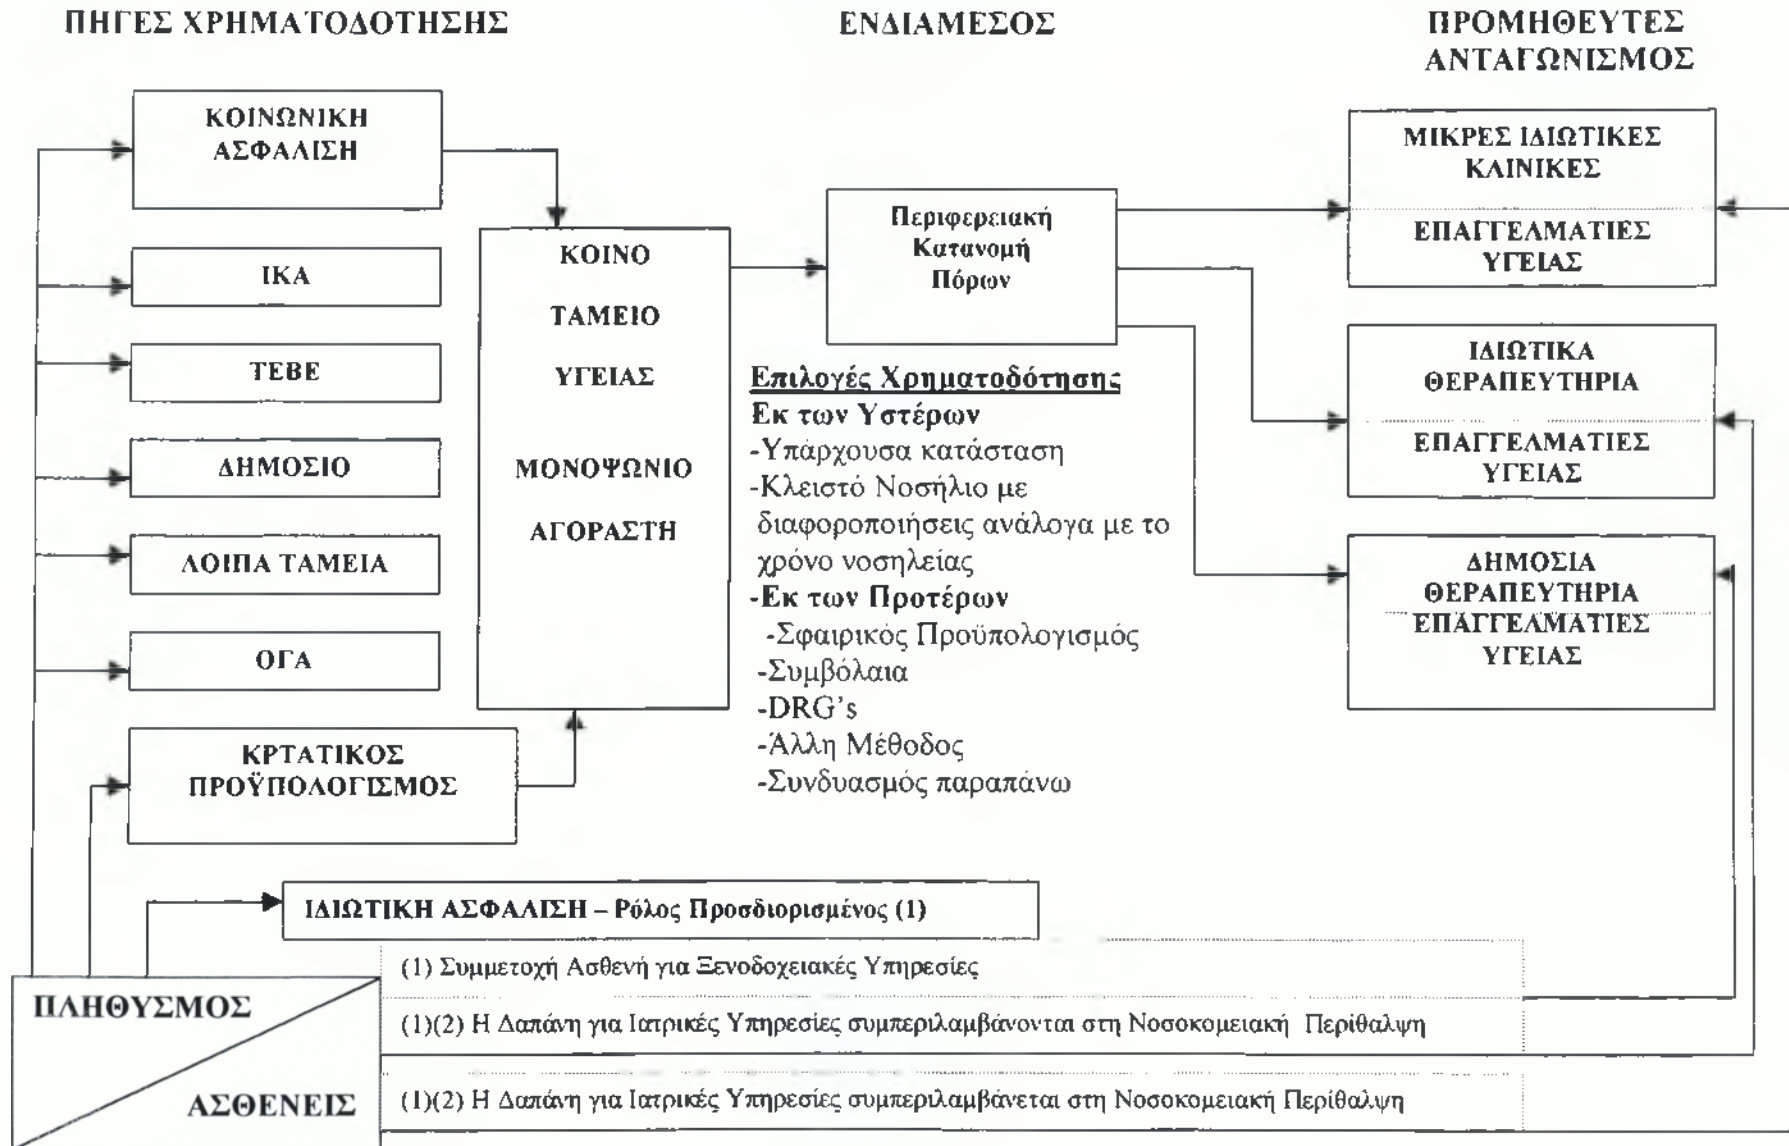 ΠΗΓΕΣ ΧΡΗΜΑΤΟΔΟΤΗΣΗΣ
ΕΝΔΙΑΜΕΣΟΣ
ΠΡΟΜΗΘΕΥΤΕΣ
ΑΝΤΑΓΩΝΙΣΜΟΣ
ΚΟΙΝΩΝΙΚΗ
ΑΣΦΑΛΙΣΗ
ΙΚΑ
ΤΕΒΕ
ΔΗΜΟΣΙΟ
ΛΟΙΠΑ ΤΑΜΕΙΑ
ΟΓΑ
ΚΡΤΑΤΙΚΟΣ
ΠΡΟΫΠΟΛΟΓΙΣΜΟΣ
ΚΟΙΝΟ
ΤΑΜΕΙΟ
ΥΓΕΙΑΣ
ΜΟΝΟΨΩΝΙΟ
ΑΓΟΡΑΣΤΗ
Περιφερειακή
Κατανομή
Πόρων
Επιλογές Χρηματοδότησης
Εκ των Υστέρων
-Υπάρχουσα κατάσταση
-Κλειστό Νοσήλιο με
διαφοροποιήσεις ανάλογα με το
χρόνο νοσηλείας
-Εκ των Προτέρων
-Σφαιρικός Προϋπολογισμός
-Συμβόλαια
-DRG's
-Άλλη Μέθοδος
-Συνδυασμός παραπάνω
ΜΙΚΡΕΣ ΙΔΙΩΤΙΚΕΣ
ΚΛΙΝΙΚΕΣ
ΕΠΑΓΓΕΛΜΑΤΙΕΣ
ΥΓΕΙΑΣ
ΙΔΙΩΤΙΚΑ
ΘΕΡΑΠΕΥΤΗΡΙΑ
ΕΠΑΓΓΕΛΜΑΤΙΕΣ
ΥΓΕΙΑΣ
ΔΗΜΟΣΙΑ
ΘΕΡΑΠΕΥΤΗΡΙΑ
ΕΠΑΓΓΕΛΜΑΤΙΕΣ
ΥΓΕΙΑΣ
ΙΔΙΩΤΙΚΗ ΑΣΦΑΛΙΣΗ – Ρόλος Προσδιορισμένος (1)
(1) Συμμετοχή Ασθενή για Ξενοδοχειακές Υπηρεσίες
(1)(2) Η Δαπάνη για Ιατρικές Υπηρεσίες συμπεριλαμβάνονται στη Νοσοκομειακή Περίθαλψη
(1)(2) Η Δαπάνη για Ιατρικές Υπηρεσίες συμπεριλαμβάνεται στη Νοσοκομειακή Περίθαλψη
ΠΛΗΘΥΣΜΟΣ
ΑΣΘΕΝΕΙΣ